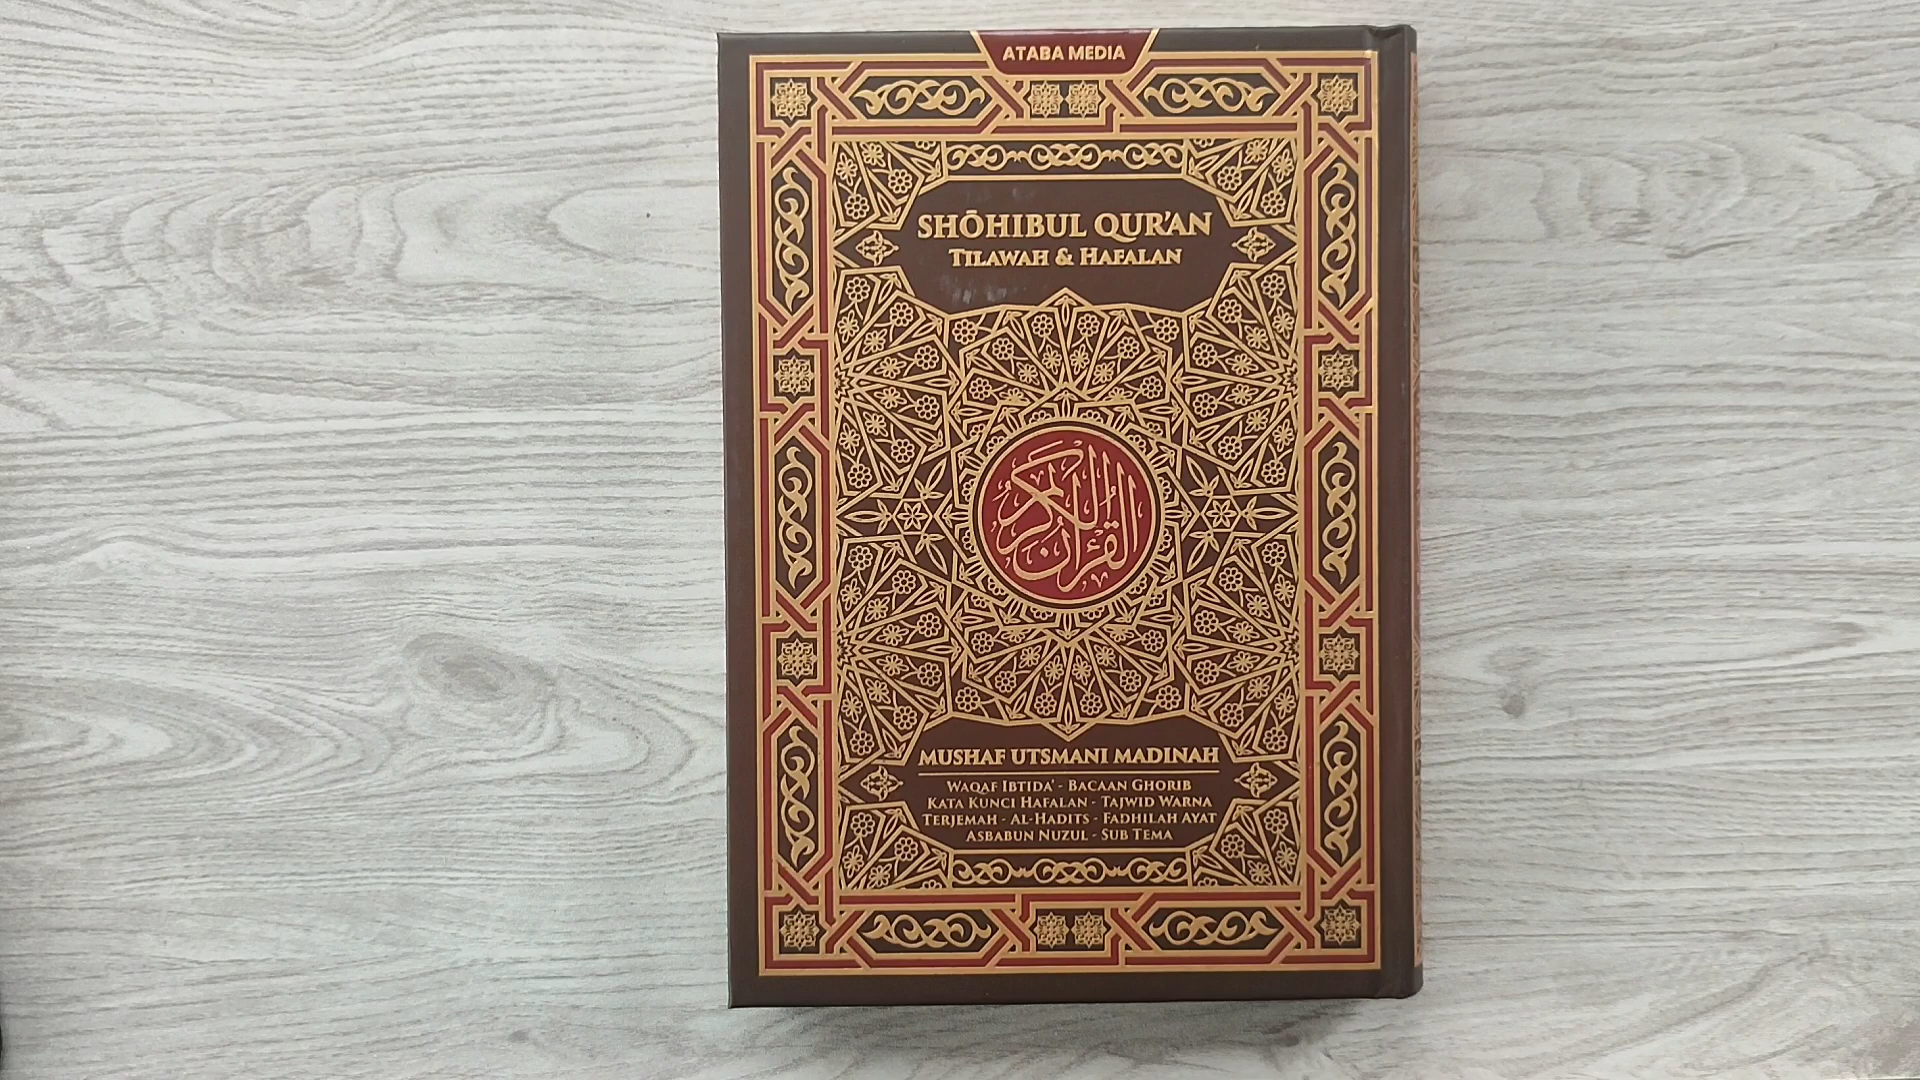 ATABA MEDIA
SHŌHIBUL QUR'AN
TILAWAH & HAFALAN
القرآن الكريم
MUSHAF UTSMANI MADINAH
WAQAF IBTIDA' - BACAAN GHORIB
KATA KUNCI HAFALAN - TAJWID WARNA
TERJEMAH - AL-HADITS - FADHILAH AYAT
ASBABUN NUZUL - SUB TEMA